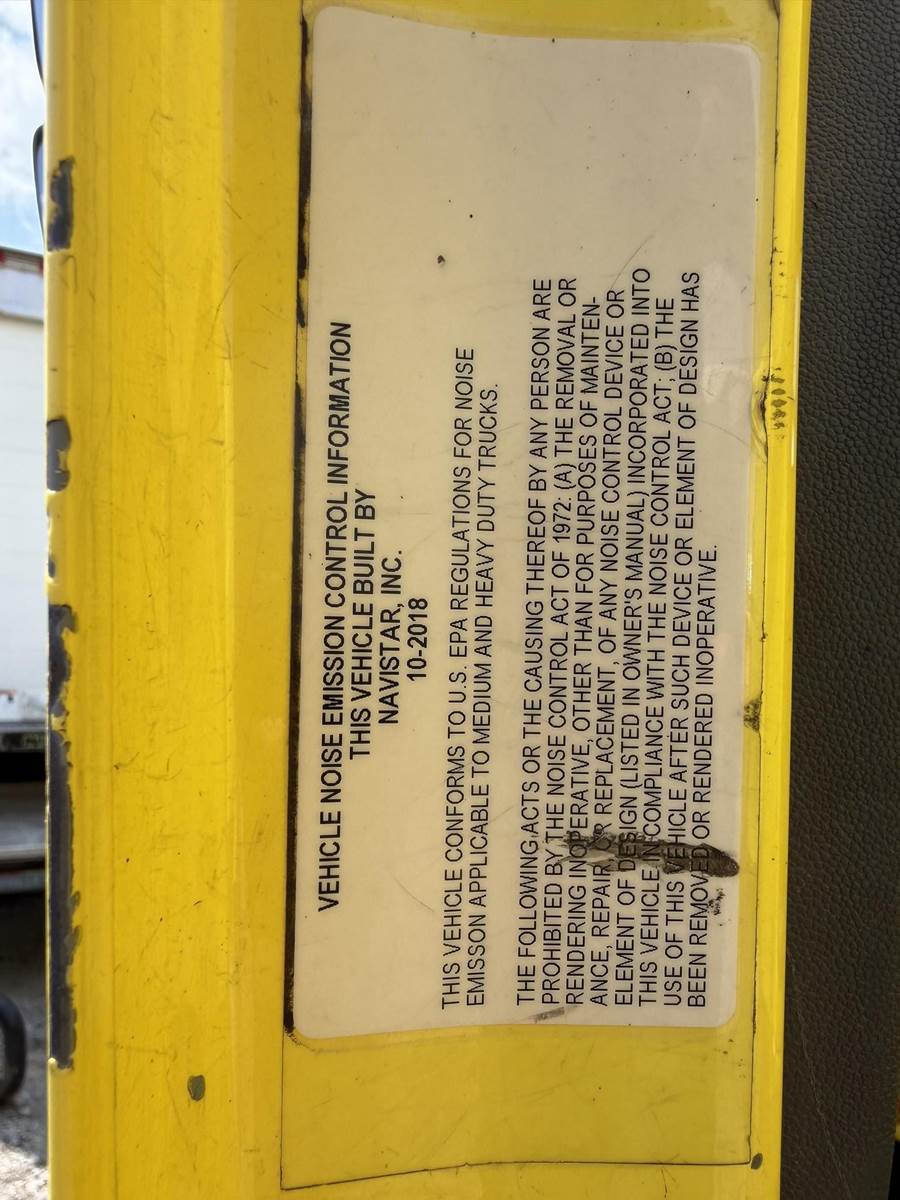 VEHICLE NOISE EMISSION CONTROL INFORMATION
THIS VEHICLE BUILT BY
NAVISTAR, INC.
10-2018
THIS VEHICLE CONFORMS TO U.S. EPA REGULATIONS FOR NOISE
EMISSON APPLICABLE TO MEDIUM AND HEAVY DUTY TRUCKS.
THE FOLLOWING ACTS OR THE CAUSING THEREOF BY ANY PERSON ARE
PROHIBITED BY THE NOISE CONTROL ACT OF 1972: (A) THE REMOVAL OR
RENDERING INOPERATIVE, OTHER THAN FOR PURPOSES OF MAINTEN-
ANCE, REPAIR, OR REPLACEMENT, OF ANY NOISE CONTROL DEVICE OR
ELEMENT OF DESIGN (LISTED IN OWNER'S MANUAL) INCORPORATED INTO
THIS VEHICLE IN COMPLIANCE WITH THE NOISE CONTROL ACT; (B) THE
USE OF THIS VEHICLE AFTER SUCH DEVICE OR ELEMENT OF DESIGN HAS
BEEN REMOVED OR RENDERED INOPERATIVE.